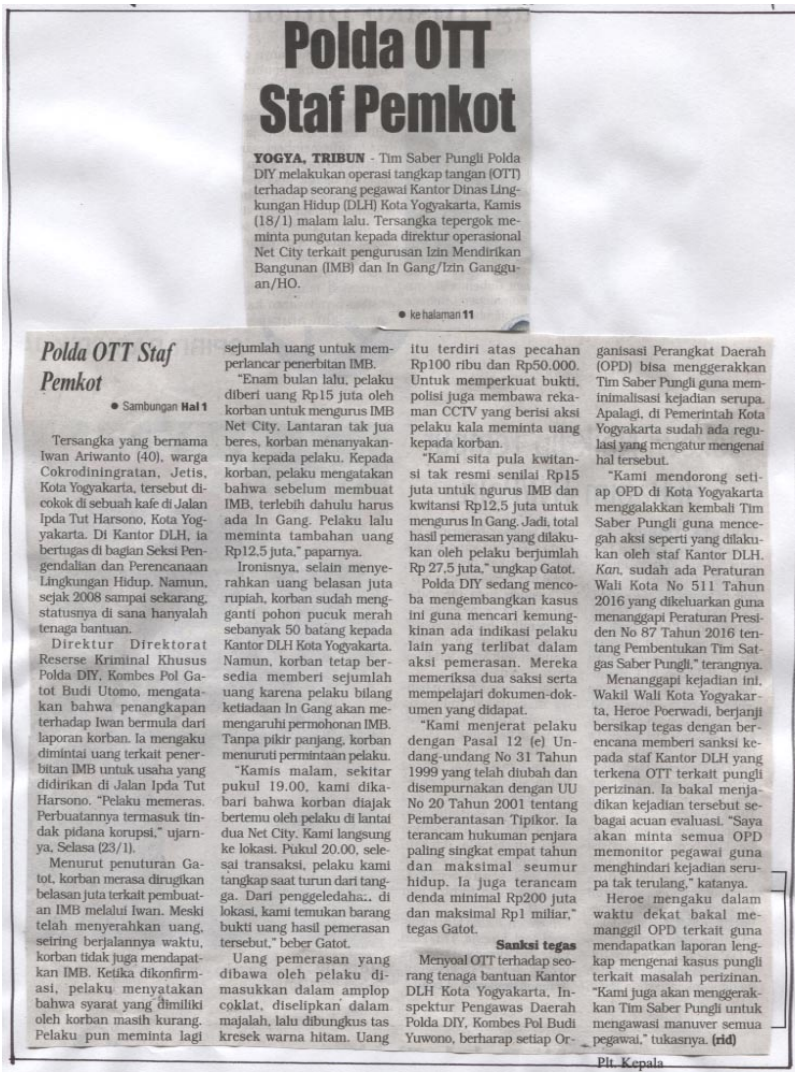 Polda OTT
Staf Pemkot
YOGYA, TRIBUN - Tim Saber Pungli Polda
DIY melakukan operasi tangkap tangan (OTT)
terhadap seorang pegawai Kantor Dinas Ling-
kungan Hidup (DLH) Kota Yogyakarta, Kamis
(18/1) malam lalu. Tersangka tepergok me-
minta pungutan kepada direktur operasional
Net City terkait pengurusan Izin Mendirikan
Bangunan (IMB) dan In Gang/Izin Ganggu-
an/HO.
● ke halaman 11
Polda OTT Staf
Pemkot
● Sambungan Hal 1
Tersangka yang bernama
Iwan Ariwanto (40), warga
Cokrodiningratan, Jetis,
Kota Yogyakarta, tersebut di-
cokok di sebuah kafe di Jalan
Ipda Tut Harsono, Kota Yog-
yakarta. Di Kantor DLH, ia
bertugas di bagian Seksi Pen-
gendalian dan Perencanaan
Lingkungan Hidup. Namun,
sejak 2008 sampai sekarang,
statusnya di sana hanyalah
tenaga bantuan.
Direktur Direktorat
Reserse Kriminal Khusus
Polda DIY, Kombes Pol Ga-
tot Budi Utomo, mengata-
kan bahwa penangkapan
terhadap Iwan bermula dari
laporan korban. Ia mengaku
dimintai uang terkait pener-
bitan IMB untuk usaha yang
didirikan di Jalan Ipda Tut
Harsono. "Pelaku memeras.
Perbuatannya termasuk tin-
dak pidana korupsi," ujarn-
ya, Selasa (23/1).
Menurut penuturan Ga-
tot, korban merasa dirugikan
belasan juta terkait pembuat-
an IMB melalui Iwan. Meski
telah menyerahkan uang,
seiring berjalannya waktu,
korban tidak juga mendapat-
kan IMB. Ketika dikonfirm-
asi, pelaku menyatakan
bahwa syarat yang dimiliki
oleh korban masih kurang.
Pelaku pun meminta lagi
sejumlah uang untuk mem-
perlancar penerbitan IMB.
"Enam bulan lalu, pelaku
diberi uang Rp15 juta oleh
korban untuk mengurus IMB
Net City. Lantaran tak jua
beres, korban menanyakan-
nya kepada pelaku. Kepada
korban, pelaku mengatakan
bahwa sebelum membuat
IMB, terlebih dahulu harus
ada In Gang. Pelaku lalu
meminta tambahan uang
Rp12,5 juta," paparnya.
Ironisnya, selain menye-
rahkan uang belasan juta
rupiah, korban sudah meng-
ganti pohon pucuk merah
sebanyak 50 batang kepada
Kantor DLH Kota Yogyakarta.
Namun, korban tetap ber-
sedia memberi sejumlah
uang karena pelaku bilang
ketiadaan In Gang akan me-
mengaruhi permohonan IMB.
Tanpa pikir panjang, korban
menuruti permintaan pelaku.
"Kamis malam, sekitar
pukul 19.00, kami dika-
bari bahwa korban diajak
bertemu oleh pelaku di lantai
dua Net City. Kami langsung
ke lokasi. Pukul 20.00, sele-
sai transaksi, pelaku kami
tangkap saat turun dari tang-
ga. Dari penggeledahan di
lokasi, kami temukan barang
bukti uang hasil pemerasan
tersebut," beber Gatot.
Uang pemerasan yang
dibawa oleh pelaku di-
masukkan dalam amplop
coklat, diselipkan dalam
majalah, lalu dibungkus tas
kresek warna hitam. Uang
itu terdiri atas pecahan
Rp100 ribu dan Rp50.000.
Untuk memperkuat bukti,
polisi juga membawa reka-
man CCTV yang berisi aksi
pelaku kala meminta uang
kepada korban.
"Kami sita pula kwitan-
si tak resmi senilai Rp15
juta untuk ngurus IMB dan
kwitansi Rp12,5 juta untuk
mengurus In Gang. Jadi, total
hasil pemerasan yang dilaku-
kan oleh pelaku berjumlah
Rp 27,5 juta," ungkap Gatot.
Polda DIY sedang menco-
ba mengembangkan kasus
ini guna mencari kemung-
kinan ada indikasi pelaku
lain yang terlibat dalam
aksi pemerasan. Mereka
memeriksa dua saksi serta
mempelajari dokumen-dok-
umen yang didapat.
"Kami menjerat pelaku
dengan Pasal 12 (e) Un-
dang-undang No 31 Tahun
1999 yang telah diubah dan
disempurnakan dengan UU
No 20 Tahun 2001 tentang
Pemberantasan Tipikor. Ia
terancam hukuman penjara
paling singkat empat tahun
dan maksimal seumur
hidup. Ia juga terancam
denda minimal Rp200 juta
dan maksimal Rp1 miliar,"
tegas Gatot.
Sanksi tegas
Menyoal OTT terhadap seo-
rang tenaga bantuan Kantor
DLH Kota Yogyakarta, In-
spektur Pengawas Daerah
Polda DIY, Kombes Pol Budi
Yuwono, berharap setiap Or-
ganisasi Perangkat Daerah
(OPD) bisa menggerakkan
Tim Saber Pungli guna mem-
inimalisasi kejadian serupa.
Apalagi, di Pemerintah Kota
Yogyakarta sudah ada regu-
lasi yang mengatur mengenai
hal tersebut.
"Kami mendorong seti-
ap OPD di Kota Yogyakarta
menggalakkan kembali Tim
Saber Pungli guna mence-
gah aksi seperti yang dilaku-
kan oleh staf Kantor DLH.
Kan, sudah ada Peraturan
Wali Kota No 511 Tahun
2016 yang dikeluarkan guna
menanggapi Peraturan Presi-
den No 87 Tahun 2016 ten-
tang Pembentukan Tim Sat-
gas Saber Pungli," terangnya.
Menanggapi kejadian ini,
Wakil Wali Kota Yogyakar-
ta, Heroe Poerwadi, berjanji
bersikap tegas dengan ber-
encana memberi sanksi ke-
pada staf Kantor DLH yang
terkena OTT terkait pungli
perizinan. Ia bakal menja-
dikan kejadian tersebut se-
bagai acuan evaluasi. "Saya
akan minta semua OPD
memonitor pegawai guna
menghindari kejadian seru-
pa tak terulang," katanya.
Heroe mengaku dalam
waktu dekat bakal me-
manggil OPD terkait guna
mendapatkan laporan leng-
kap mengenai kasus pungli
terkait masalah perizinan.
"Kami juga akan menggerak-
kan Tim Saber Pungli untuk
mengawasi manuver semua
pegawai," tukasnya. (rid)
Plt. Kepala